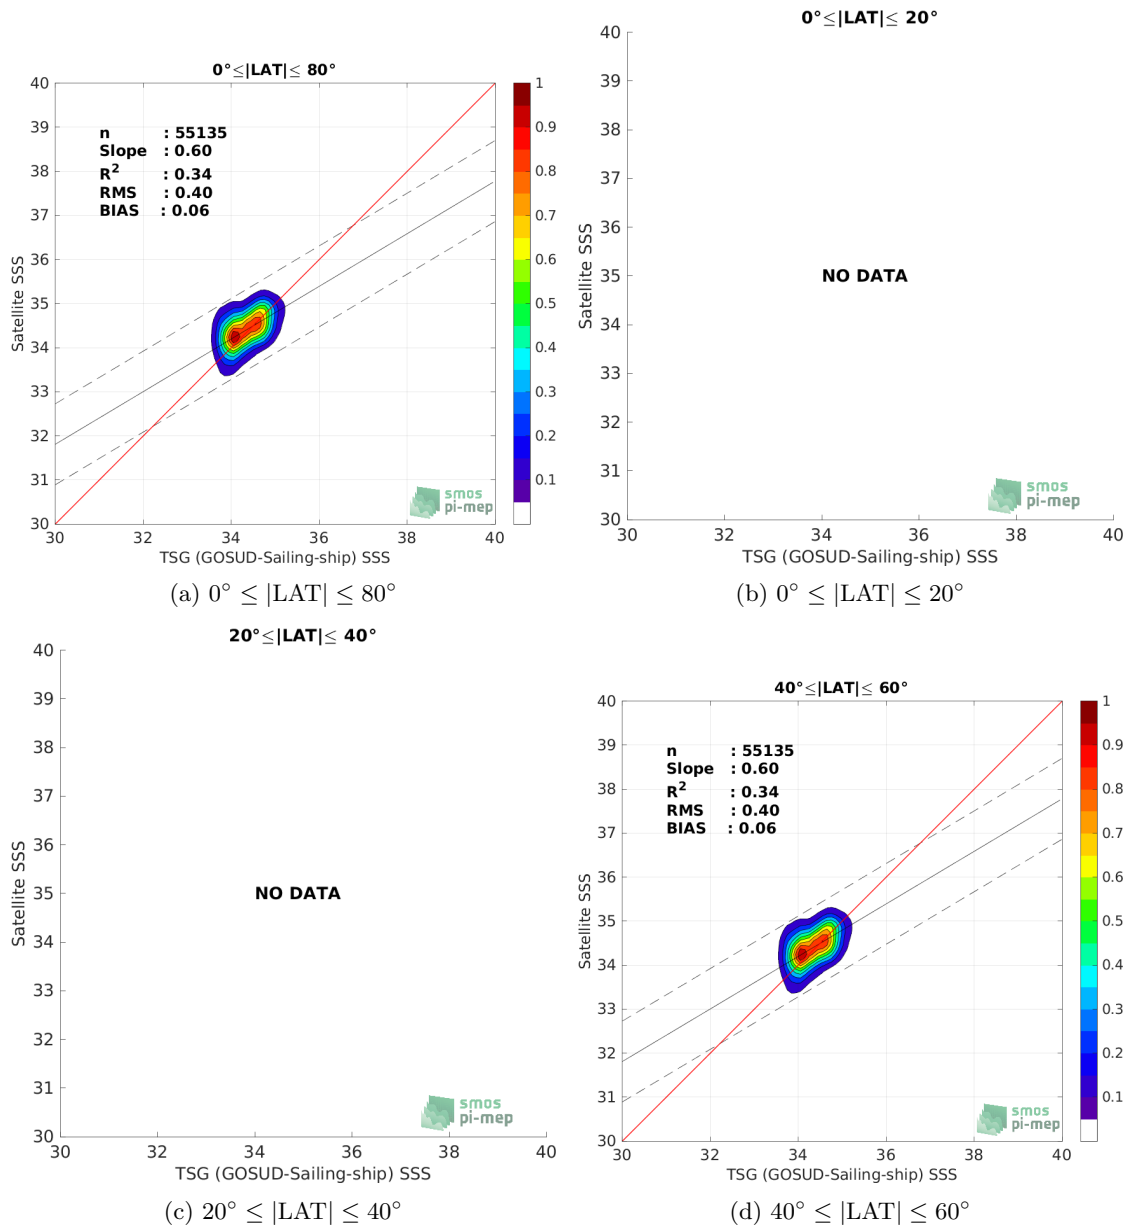 0°≤|LAT|≤ 80°
40
39
38
37
36
35
34
33
32
31
30
Satellite SSS
n : 55135
Slope : 0.60
R² : 0.34
RMS : 0.40
BIAS : 0.06
smos
pi-mep
30 32 34 36 38 40
TSG (GOSUD-Sailing-ship) SSS
1
0.9
0.8
0.7
0.6
0.5
0.4
0.3
0.2
0.1
(a) 0° ≤ |LAT| ≤ 80°
0°≤|LAT|≤ 20°
40
39
38
37
36
35
34
33
32
31
30
Satellite SSS
NO DATA
smos
pi-mep
30 32 34 36 38 40
TSG (GOSUD-Sailing-ship) SSS
(b) 0° ≤ |LAT| ≤ 20°
20°≤|LAT|≤ 40°
40
39
38
37
36
35
34
33
32
31
30
Satellite SSS
NO DATA
smos
pi-mep
30 32 34 36 38 40
TSG (GOSUD-Sailing-ship) SSS
(c) 20° ≤ |LAT| ≤ 40°
40°≤|LAT|≤ 60°
40
39
38
37
36
35
34
33
32
31
30
Satellite SSS
n : 55135
Slope : 0.60
R² : 0.34
RMS : 0.40
BIAS : 0.06
smos
pi-mep
30 32 34 36 38 40
TSG (GOSUD-Sailing-ship) SSS
1
0.9
0.8
0.7
0.6
0.5
0.4
0.3
0.2
0.1
(d) 40° ≤ |LAT| ≤ 60°